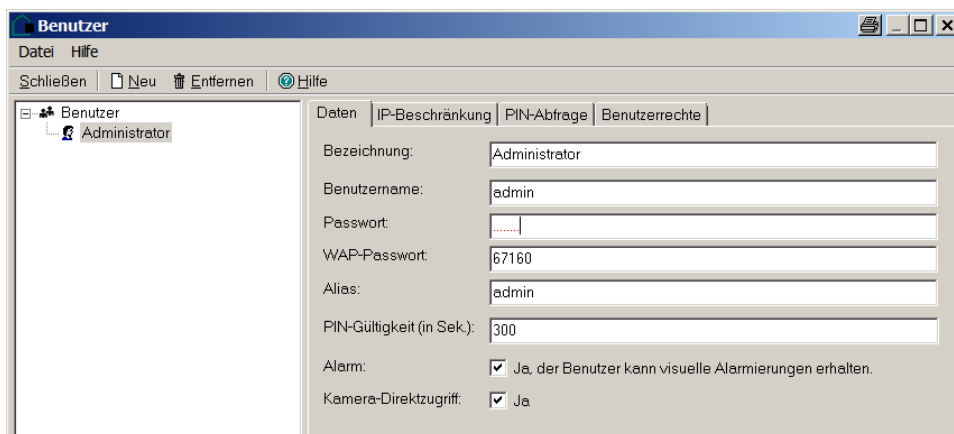 Benutzer
Datei Hilfe
Schließen Neu Entfernen Hilfe
Benutzer
Administrator
Daten IP-Beschränkung PIN-Abfrage Benutzerrechte
Bezeichnung: Administrator
Benutzername: admin
Passwort: ........
WAP-Passwort: 67160
Alias: admin
PIN-Gültigkeit (in Sek.): 300
Alarm: Ja, der Benutzer kann visuelle Alarmierungen erhalten.
Kamera-Direktzugriff: Ja